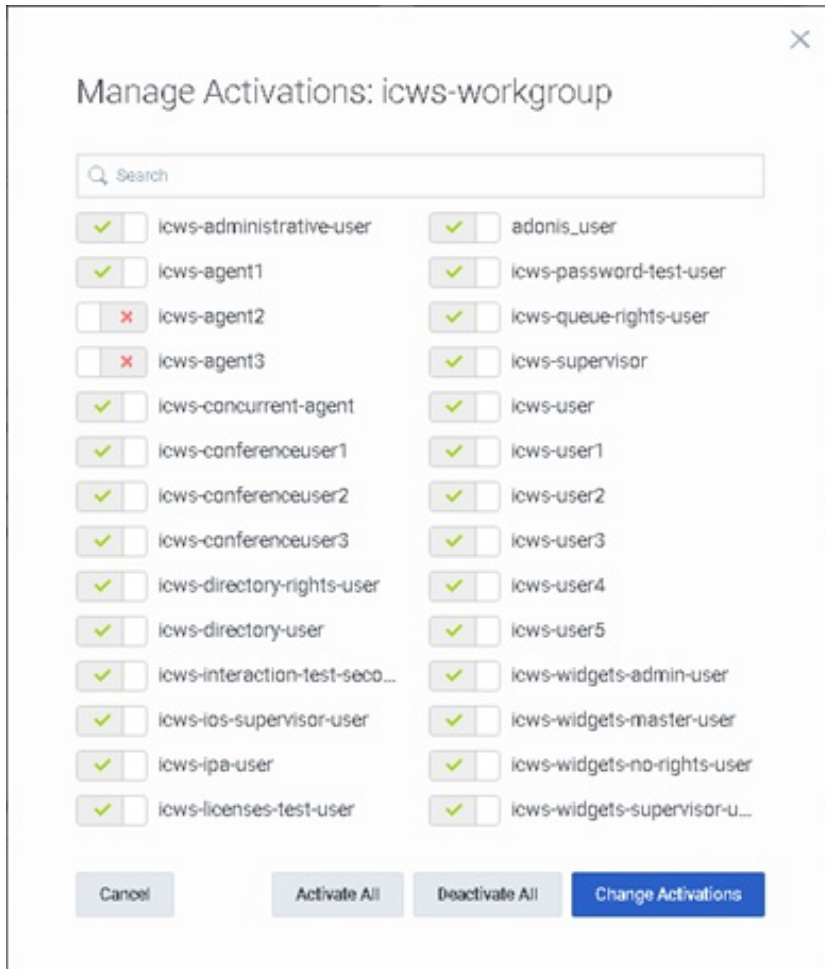 Manage Activations: icws-workgroup
Search
icws-administrative-user
icws-agent1
icws-agent2
icws-agent3
icws-concurrent-agent
icws-conferenceuser1
icws-conferenceuser2
icws-conferenceuser3
icws-directory-rights-user
icws-directory-user
icws-interaction-test-seco...
icws-ios-supervisor-user
icws-ipa-user
icws-licenses-test-user
adonis_user
icws-password-test-user
icws-queue-rights-user
icws-supervisor
icws-user
icws-user1
icws-user2
icws-user3
icws-user4
icws-user5
icws-widgets-admin-user
icws-widgets-master-user
icws-widgets-no-rights-user
icws-widgets-supervisor-u...
Cancel
Activate All
Deactivate All
Change Activations